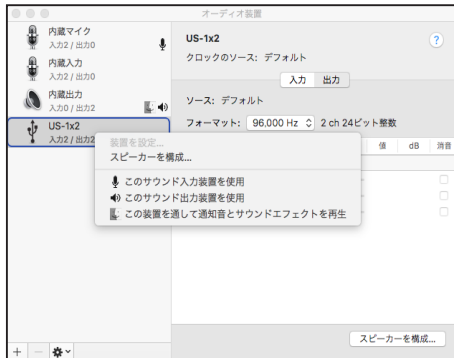 オーディオ装置
内蔵マイク
入力2 / 出力0
内蔵入力
入力2 / 出力0
内蔵出力
入力0 / 出力2
US-1x2
入力2 / 出力2
US-1x2
クロックのソース: デフォルト
入力 出力
ソース: デフォルト
フォーマット: 96,000 Hz 2 ch 24ビット整数
値 dB 消音
装置を設定...
スピーカーを構成...
このサウンド入力装置を使用
このサウンド出力装置を使用
この装置を通して通知音とサウンドエフェクトを再生
スピーカーを構成...